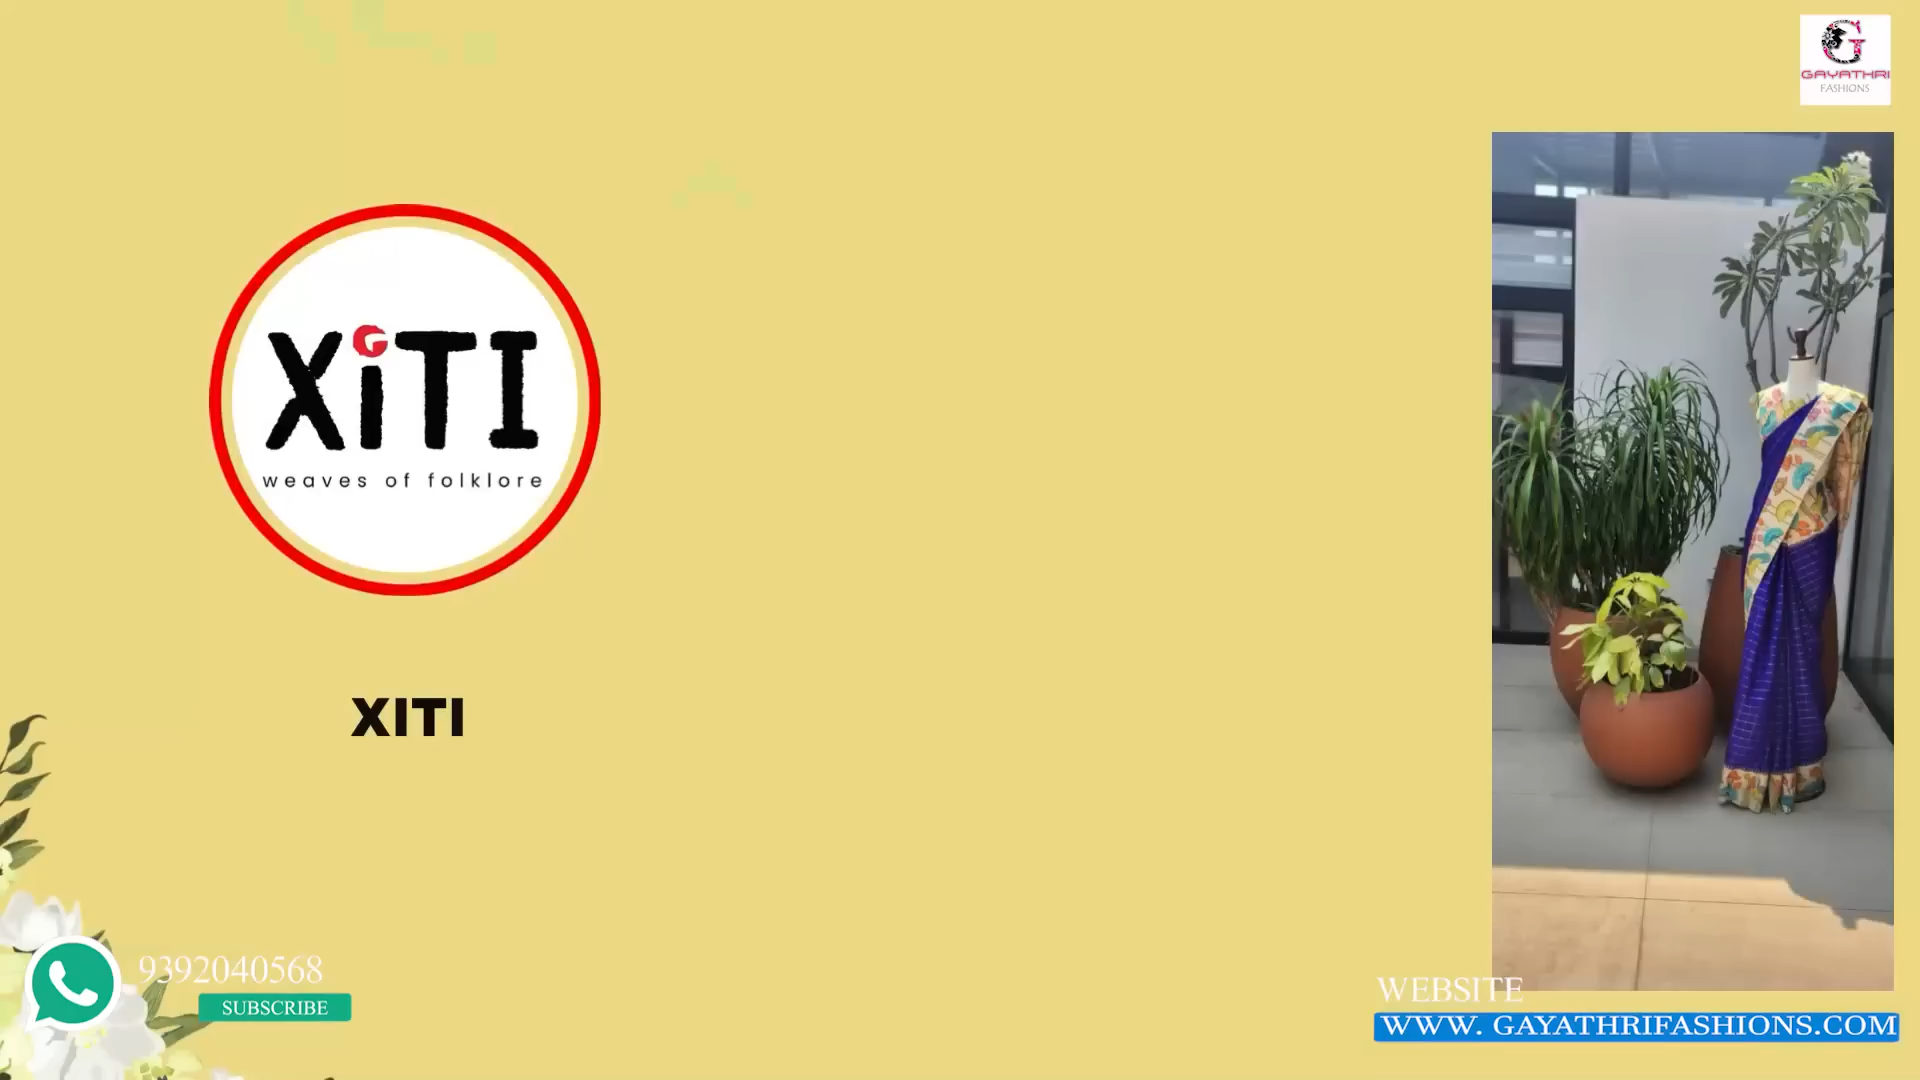 G
GAYATHRI
FASHIONS
XiTI
weaves of folklore
XITI
9392040568
SUBSCRIBE
WEBSITE
WWW. GAYATHRIFASHIONS.COM